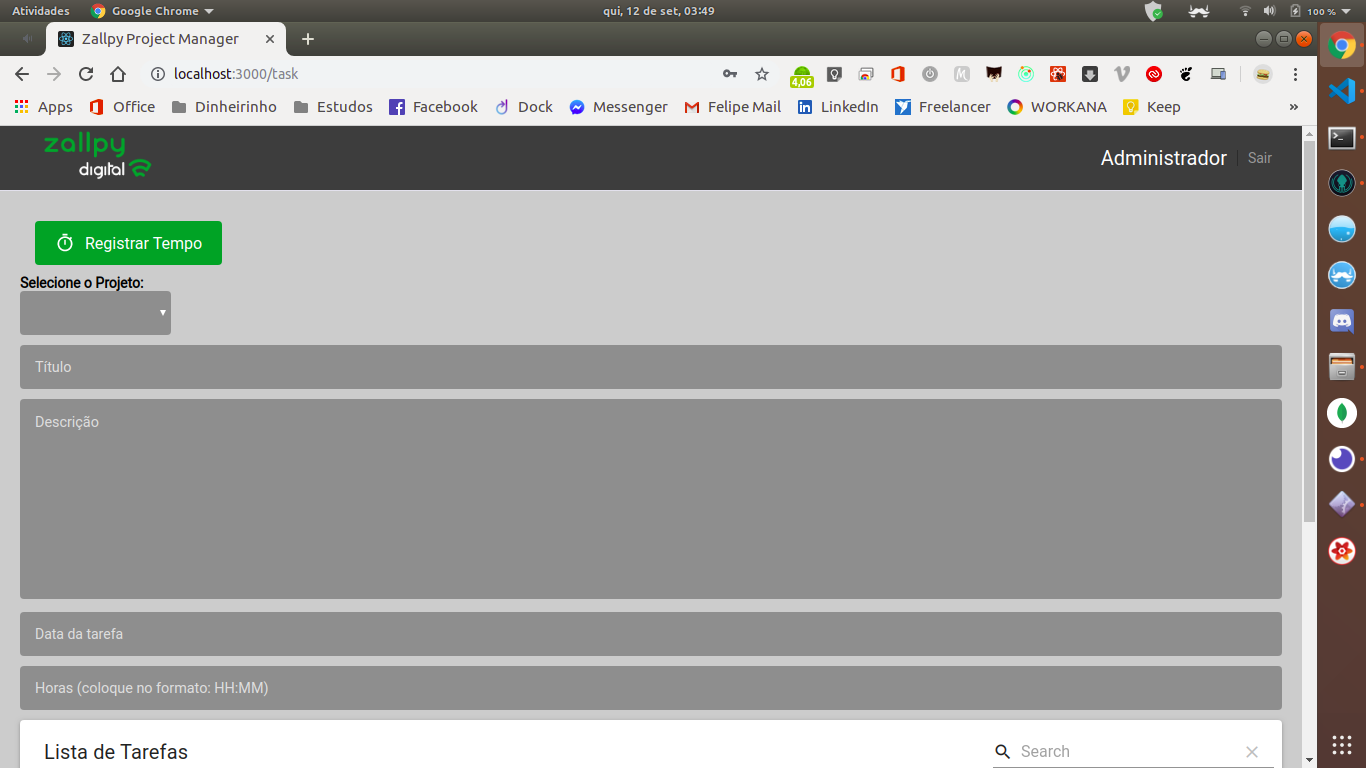 Atividades Google Chrome qui, 12 de set, 03:49 100 %
Zallpy Project Manager
localhost:3000/task 4,06
Apps Office Dinheirinho Estudos Facebook Dock Messenger Felipe Mail LinkedIn Freelancer WORKANA Keep »
zallpy
digital
Administrador Sair
Registrar Tempo
Selecione o Projeto:
Título
Descrição
Data da tarefa
Horas (coloque no formato: HH:MM)
Lista de Tarefas Search